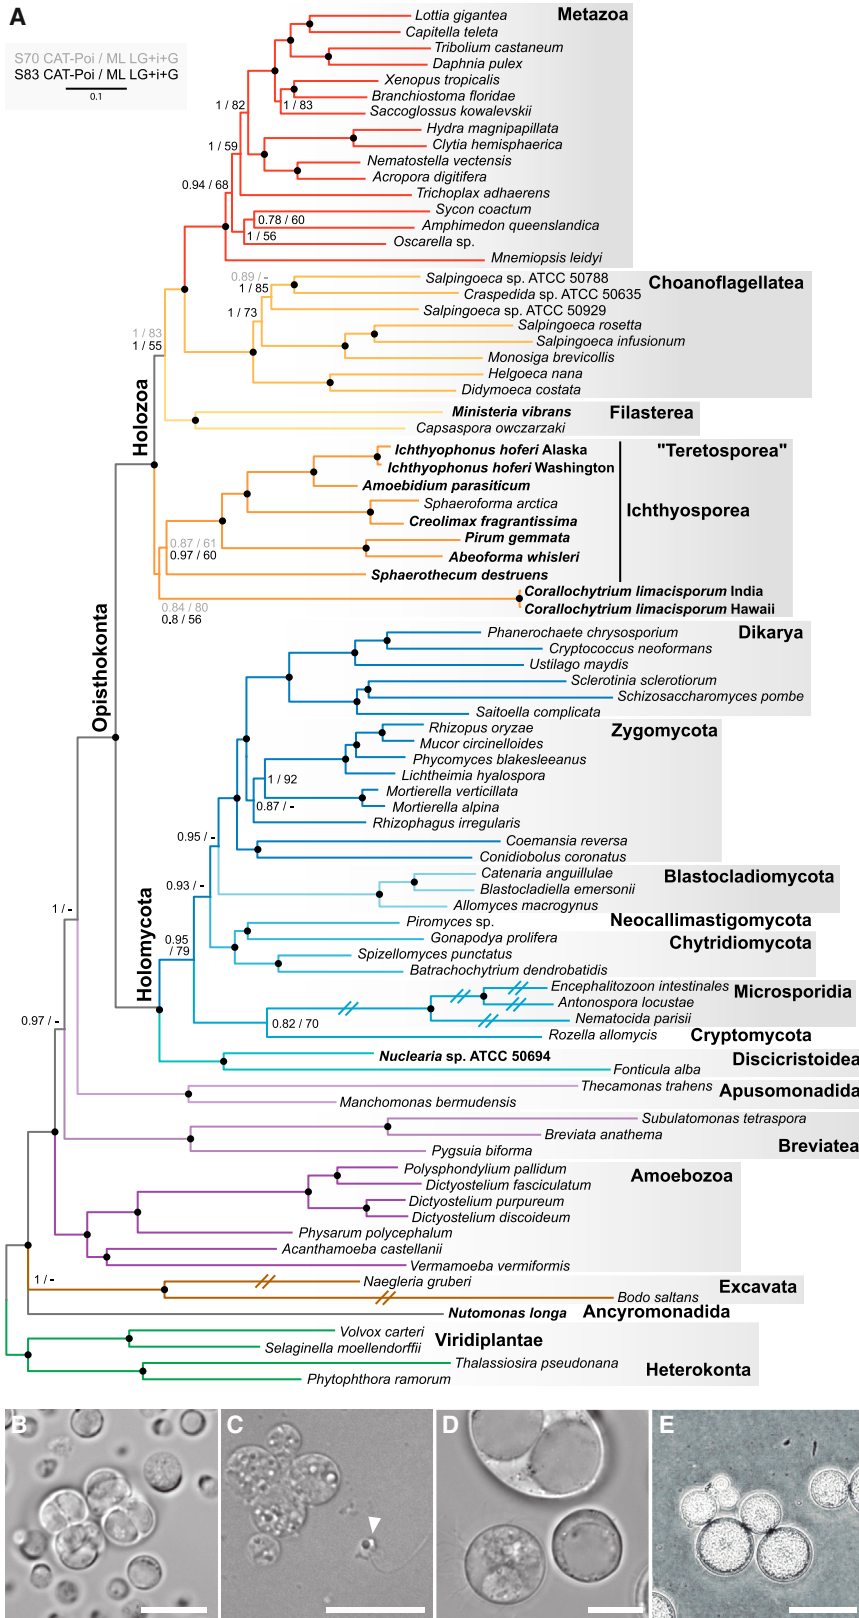 A
S70 CAT-Poi / ML LG+i+G
S83 CAT-Poi / ML LG+i+G
0.1
Metazoa
Lottia gigantea
Capitella teleta
Tribolium castaneum
Daphnia pulex
Xenopus tropicalis
Branchiostoma floridae
1 / 83
Saccoglossus kowalevskii
1 / 82
Hydra magnipapillata
Clytia hemisphaerica
1 / 59
Nematostella vectensis
Acropora digitifera
0.94 / 68
Trichoplax adhaerens
Sycon coactum
0.78 / 60
Amphimedon queenslandica
1 / 56
Oscarella sp.
Mnemiopsis leidyi
Choanoflagellatea
0.89 / -
1 / 85
Salpingoeca sp. ATCC 50788
Craspedida sp. ATCC 50635
1 / 73
Salpingoeca sp. ATCC 50929
Salpingoeca rosetta
Salpingoeca infusionum
1 / 83
1 / 55
Monosiga brevicollis
Helgoeca nana
Didymoeca costata
Holozoa
Ministeria vibrans
Filasterea
Capsaspora owczarzaki
"Teretosporea"
Ichthyophonus hoferi Alaska
Ichthyophonus hoferi Washington
Amoebidium parasiticum
Ichthyosporea
Sphaeroforma arctica
Creolimax fragrantissima
0.87 / 61
0.97 / 60
Pirum gemmata
Abeoforma whisleri
Sphaerothecum destruens
Corallochytrium limacisporum India
Corallochytrium limacisporum Hawaii
0.84 / 80
0.8 / 56
Opisthokonta
Dikarya
Phanerochaete chrysosporium
Cryptococcus neoformans
Ustilago maydis
Sclerotinia sclerotiorum
Schizosaccharomyces pombe
Saitoella complicata
Zygomycota
Rhizopus oryzae
Mucor circinelloides
Phycomyces blakesleeanus
Lichtheimia hyalospora
1 / 92
Mortierella verticillata
0.87 / -
Mortierella alpina
Rhizophagus irregularis
0.95 / -
Coemansia reversa
Conidiobolus coronatus
Blastocladiomycota
0.93 / -
Catenaria anguillulae
Blastocladiella emersonii
Allomyces macrogynus
1 / -
Piromyces sp.
Neocallimastigomycota
Gonapodya prolifera
Chytridiomycota
0.95
/ 79
Spizellomyces punctatus
Batrachochytrium dendrobatidis
Holomycota
Encephalitozoon intestinales
Microsporidia
Antonospora locustae
Nematocida parisii
0.97 / -
0.82 / 70
Rozella allomycis
Cryptomycota
Nuclearia sp. ATCC 50694
Discicristoidea
Fonticula alba
Thecamonas trahens
Apusomonadida
Manchomonas bermudensis
Subulatomonas tetraspora
Breviata anathema
Breviatea
Pygsuia biforma
Amoebozoa
Polysphondylium pallidum
Dictyostelium fasciculatum
Dictyostelium purpureum
Dictyostelium discoideum
Physarum polycephalum
Acanthamoeba castellanii
Vermamoeba vermiformis
1 / -
Naegleria gruberi
Excavata
Bodo saltans
Nutomonas longa
Ancyromonadida
Volvox carteri
Viridiplantae
Selaginella moellendorffii
Thalassiosira pseudonana
Heterokonta
Phytophthora ramorum
B
C
D
E